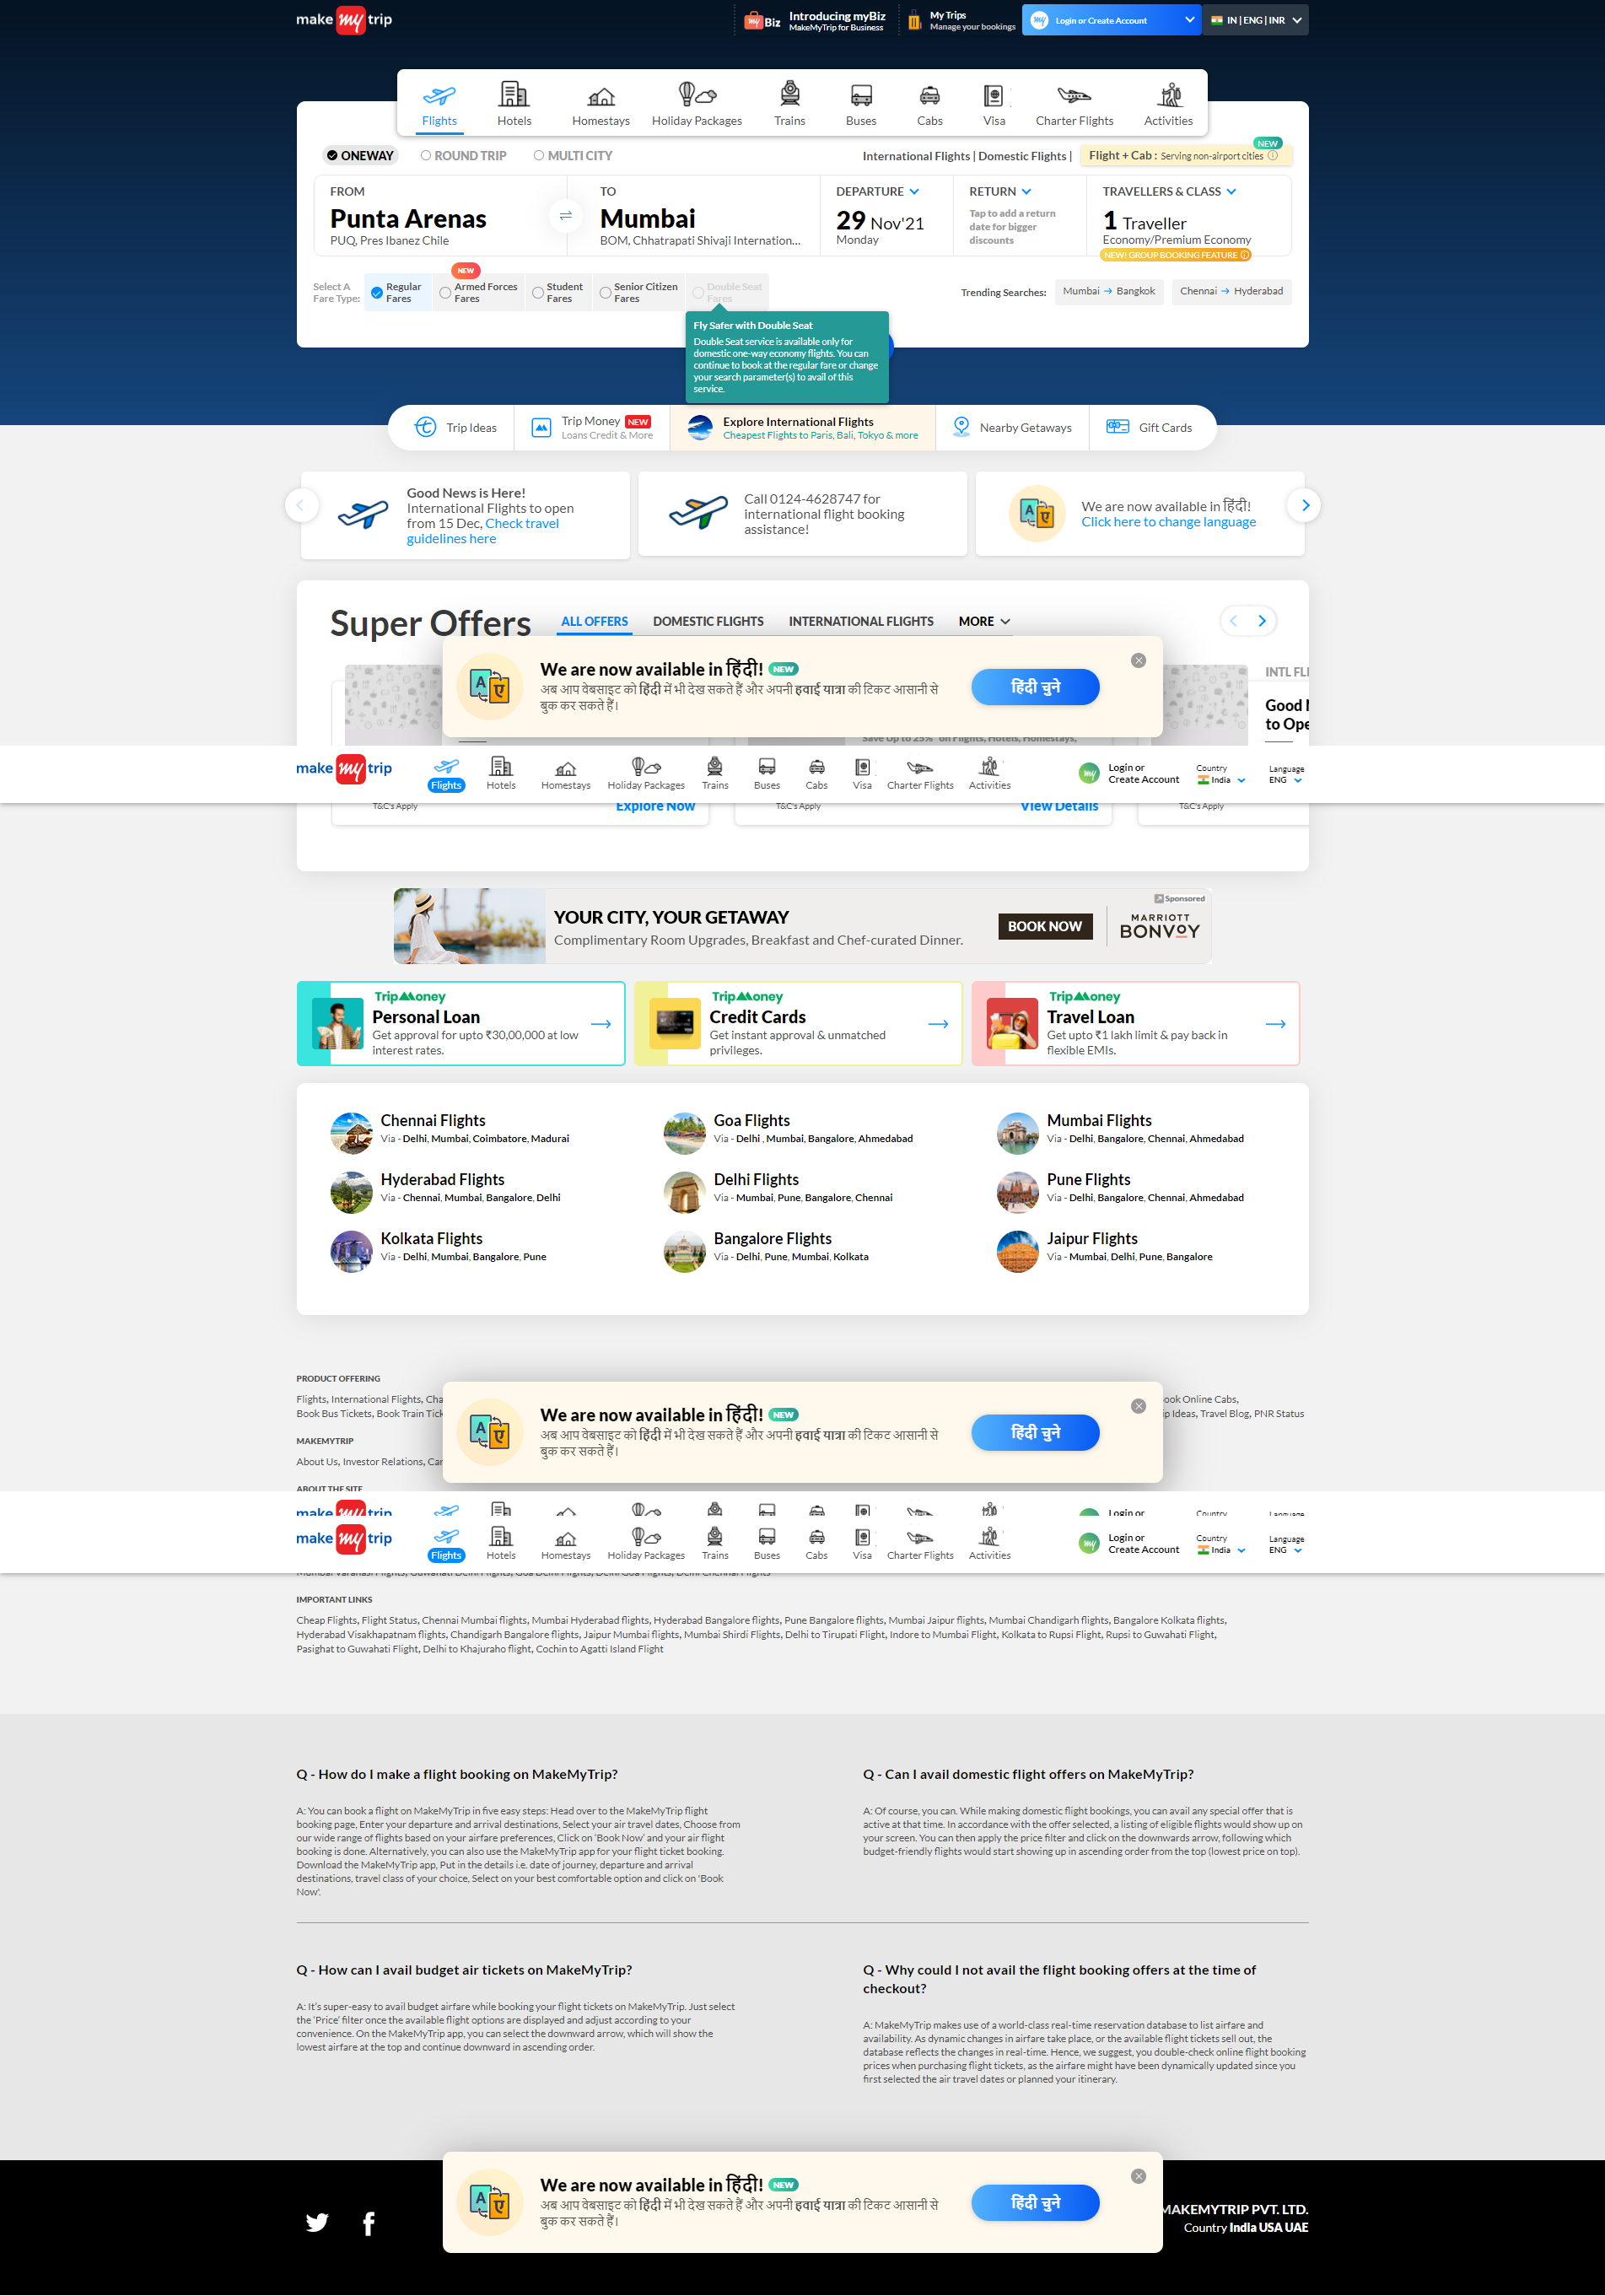 make my trip
my Biz
Introducing myBiz
MakeMyTrip for Business
My Trips
Manage your bookings
my
Login or Create Account
IN | ENG | INR
Flights
Hotels
Homestays
Holiday Packages
Trains
Buses
Cabs
Visa
Charter Flights
Activities
ONEWAY
ROUND TRIP
MULTI CITY
International Flights | Domestic Flights |
NEW
Flight + Cab : Serving non-airport cities
FROM
Punta Arenas
PUQ, Pres Ibanez Chile
TO
Mumbai
BOM, Chhatrapati Shivaji Internation...
DEPARTURE
29 Nov'21
Monday
RETURN
Tap to add a return
date for bigger
discounts
TRAVELLERS & CLASS
1 Traveller
Economy/Premium Economy
NEW! GROUP BOOKING FEATURE
Select A
Fare Type:
Regular
Fares
NEW
Armed Forces
Fares
Student
Fares
Senior Citizen
Fares
Double Seat
Fares
Trending Searches:
Mumbai → Bangkok
Chennai → Hyderabad
Fly Safer with Double Seat
Double Seat service is available only for
domestic one-way economy flights. You can
continue to book at the regular fare or change
your search parameter(s) to avail of this
service.
Trip Ideas
Trip Money NEW
Loans Credit & More
Explore International Flights
Cheapest Flights to Paris, Bali, Tokyo & more
Nearby Getaways
Gift Cards
Good News is Here!
International Flights to open
from 15 Dec, Check travel
guidelines here
Call 0124-4628747 for
international flight booking
assistance!
A ए
We are now available in हिंदी!
Click here to change language
Super Offers
ALL OFFERS
DOMESTIC FLIGHTS
INTERNATIONAL FLIGHTS
MORE
A ए
We are now available in हिंदी! NEW
अब आप वेबसाइट को हिंदी में भी देख सकते हैं और अपनी हवाई यात्रा की टिकट आसानी से
बुक कर सकते हैं।
हिंदी चुने
INTL FLI
Good
to Ope
Save Up to 25% on Flights, Hotels, Homestays,
make my trip
Flights
Hotels
Homestays
Holiday Packages
Trains
Buses
Cabs
Visa
Charter Flights
Activities
my
Login or
Create Account
Country
India
Language
ENG
T&C's Apply
Explore Now
T&C's Apply
View Details
T&C's Apply
Sponsored
YOUR CITY, YOUR GETAWAY
Complimentary Room Upgrades, Breakfast and Chef-curated Dinner.
BOOK NOW
MARRIOTT
BONVOY
TripMoney
Personal Loan
Get approval for upto ₹30,00,000 at low
interest rates.
TripMoney
Credit Cards
Get instant approval & unmatched
privileges.
TripMoney
Travel Loan
Get upto ₹1 lakh limit & pay back in
flexible EMIs.
Chennai Flights
Via - Delhi, Mumbai, Coimbatore, Madurai
Goa Flights
Via - Delhi , Mumbai, Bangalore, Ahmedabad
Mumbai Flights
Via - Delhi, Bangalore, Chennai, Ahmedabad
Hyderabad Flights
Via - Chennai, Mumbai, Bangalore, Delhi
Delhi Flights
Via - Mumbai, Pune, Bangalore, Chennai
Pune Flights
Via - Delhi, Bangalore, Chennai, Ahmedabad
Kolkata Flights
Via - Delhi, Mumbai, Bangalore, Pune
Bangalore Flights
Via - Delhi, Pune, Mumbai, Kolkata
Jaipur Flights
Via - Mumbai, Delhi, Pune, Bangalore
PRODUCT OFFERING
Flights, International Flights, Cha
ook Online Cabs,
Book Bus Tickets, Book Train Tick
p Ideas, Travel Blog, PNR Status
MAKEMYTRIP
About Us, Investor Relations, Car
A ए
We are now available in हिंदी! NEW
अब आप वेबसाइट को हिंदी में भी देख सकते हैं और अपनी हवाई यात्रा की टिकट आसानी से
बुक कर सकते हैं।
हिंदी चुने
ABOUT THE SITE
make my trip
Login or
Country
Language
make my trip
Flights
Hotels
Homestays
Holiday Packages
Trains
Buses
Cabs
Visa
Charter Flights
Activities
my
Login or
Create Account
Country
India
Language
ENG
Mumbai Varanasi Flights, Guwahati Delhi Flights, Goa Delhi Flights, Delhi Goa Flights, Delhi Chennai Flights
IMPORTANT LINKS
Cheap Flights, Flight Status, Chennai Mumbai flights, Mumbai Hyderabad flights, Hyderabad Bangalore flights, Pune Bangalore flights, Mumbai Jaipur flights, Mumbai Chandigarh flights, Bangalore Kolkata flights,
Hyderabad Visakhapatnam flights, Chandigarh Bangalore flights, Jaipur Mumbai flights, Mumbai Shirdi Flights, Delhi to Tirupati Flight, Indore to Mumbai Flight, Kolkata to Rupsi Flight, Rupsi to Guwahati Flight,
Pasighat to Guwahati Flight, Delhi to Khajuraho flight, Cochin to Agatti Island Flight
Q - How do I make a flight booking on MakeMyTrip?
A: You can book a flight on MakeMyTrip in five easy steps: Head over to the MakeMyTrip flight
booking page, Enter your departure and arrival destinations, Select your air travel dates, Choose from
our wide range of flights based on your airfare preferences, Click on 'Book Now' and your air flight
booking is done. Alternatively, you can also use the MakeMyTrip app for your flight ticket booking.
Download the MakeMyTrip app, Put in the details i.e. date of journey, departure and arrival
destinations, travel class of your choice, Select on your best comfortable option and click on 'Book
Now'.
Q - Can I avail domestic flight offers on MakeMyTrip?
A: Of course, you can. While making domestic flight bookings, you can avail any special offer that is
active at that time. In accordance with the offer selected, a listing of eligible flights would show up on
your screen. You can then apply the price filter and click on the downwards arrow, following which
budget-friendly flights would start showing up in ascending order from the top (lowest price on top).
Q - How can I avail budget air tickets on MakeMyTrip?
A: It's super-easy to avail budget airfare while booking your flight tickets on MakeMyTrip. Just select
the 'Price' filter once the available flight options are displayed and adjust according to your
convenience. On the MakeMyTrip app, you can select the downward arrow, which will show the
lowest airfare at the top and continue downward in ascending order.
Q - Why could I not avail the flight booking offers at the time of
checkout?
A: MakeMyTrip makes use of a world-class real-time reservation database to list airfare and
availability. As dynamic changes in airfare take place, or the available flight tickets sell out, the
database reflects the changes in real-time. Hence, we suggest, you double-check online flight booking
prices when purchasing flight tickets, as the airfare might have been dynamically updated since you
first selected the air travel dates or planned your itinerary.
A ए
We are now available in हिंदी! NEW
अब आप वेबसाइट को हिंदी में भी देख सकते हैं और अपनी हवाई यात्रा की टिकट आसानी से
बुक कर सकते हैं।
हिंदी चुने
MAKEMYTRIP PVT. LTD.
Country India USA UAE